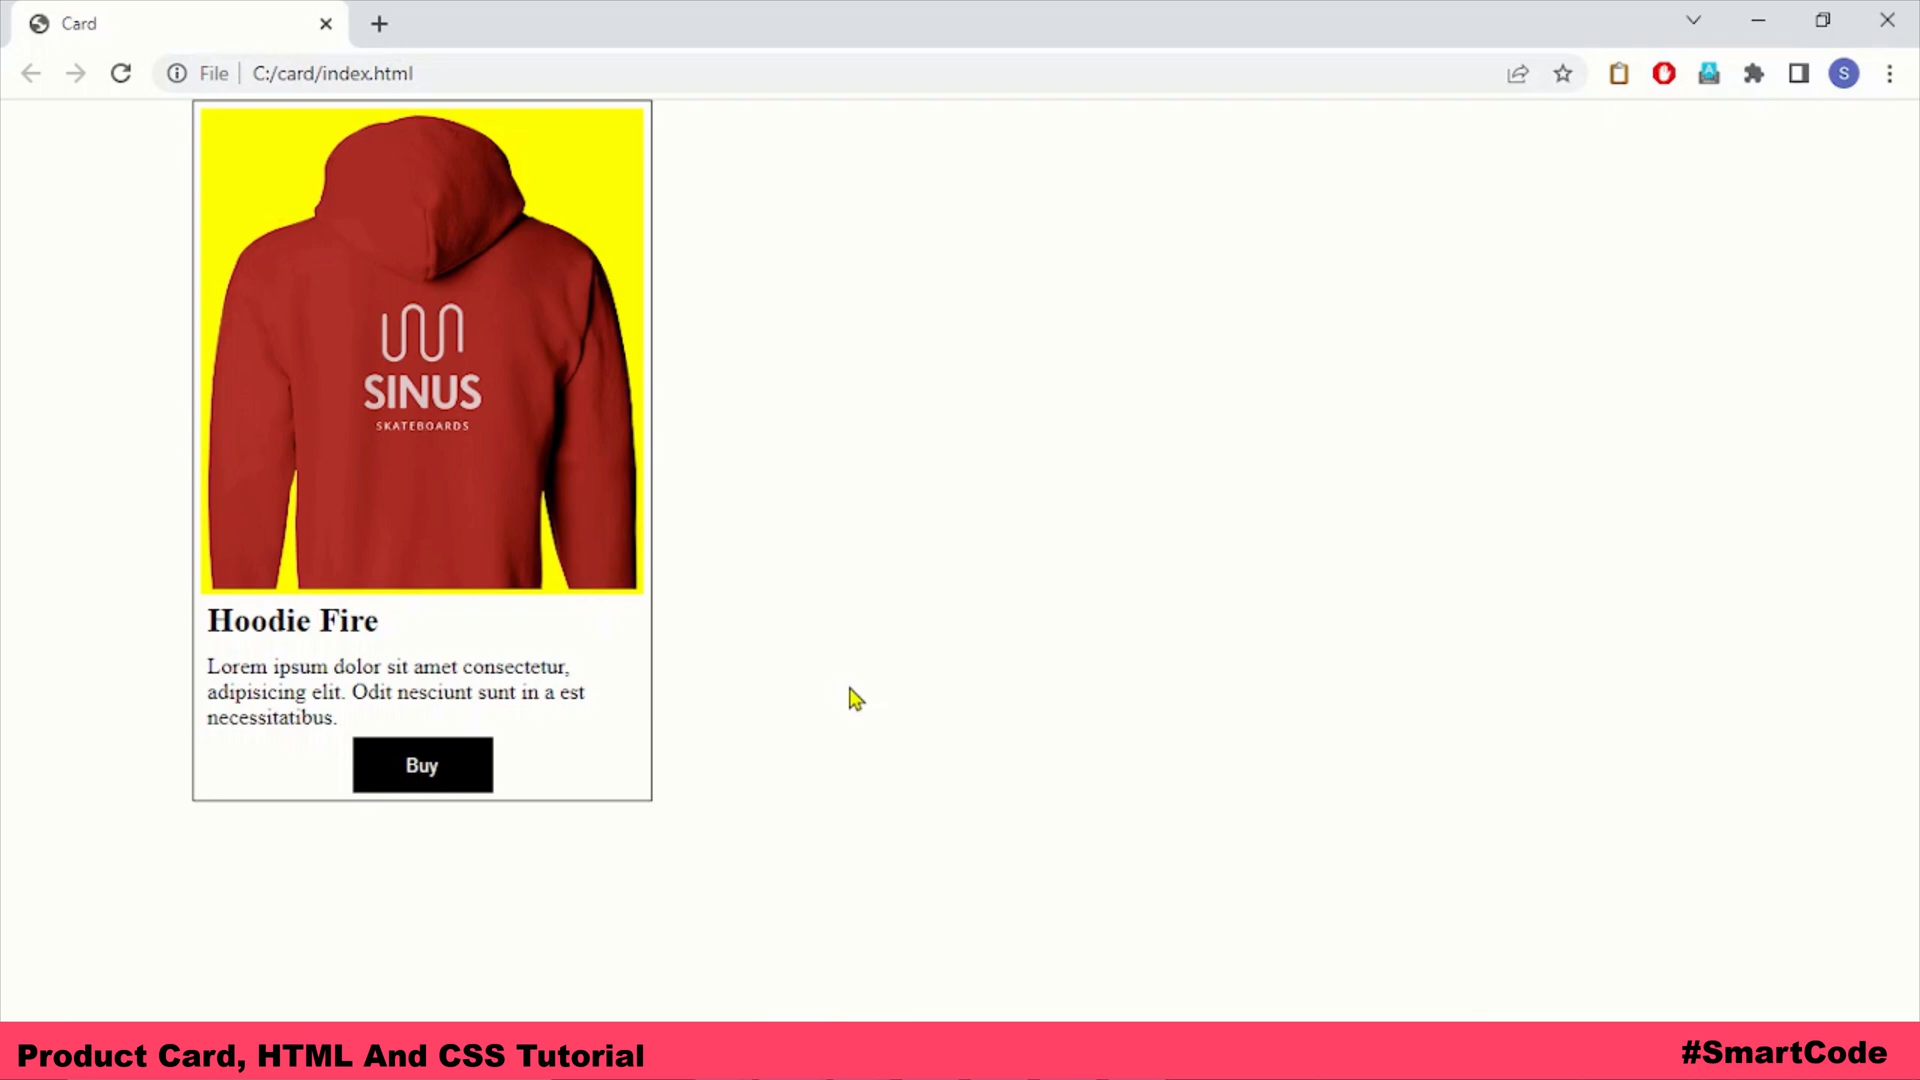 Card
File
C:/card/index.html
S
SINUS
SKATEBOARDS
Hoodie Fire
Lorem ipsum dolor sit amet consectetur,
adipisicing elit. Odit nesciunt sunt in a est
necessitatibus.
Buy
Product Card, HTML And CSS Tutorial
#SmartCode